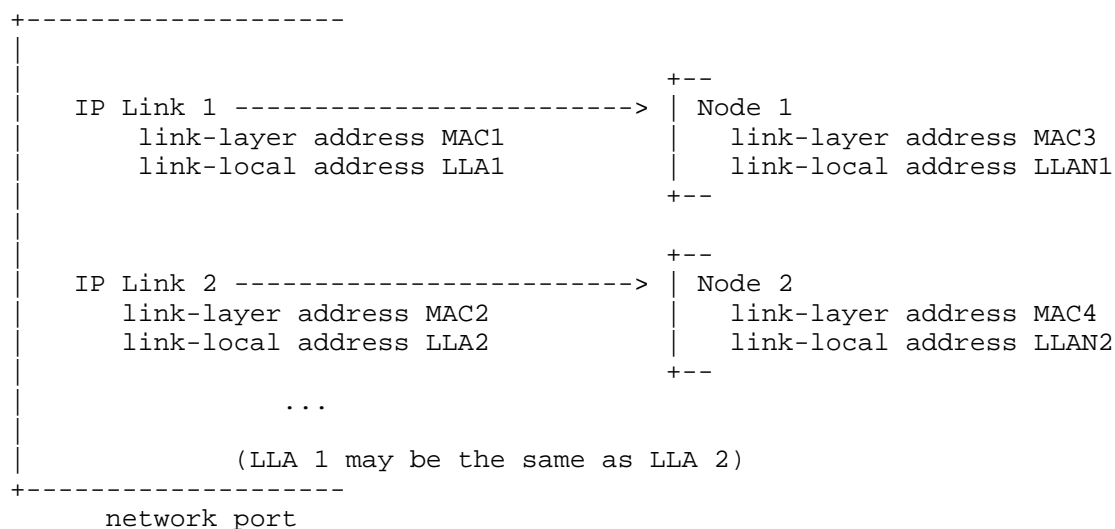 +--------------------
|
|                                         +--
|   IP Link 1 -------------------------> | Node 1
|       link-layer address MAC1          |   link-layer address MAC3
|       link-local address LLA1          |   link-local address LLAN1
|                                         +--
|
|                                         +--
|   IP Link 2 -------------------------> | Node 2
|      link-layer address MAC2           |   link-layer address MAC4
|      link-local address LLA2           |   link-local address LLAN2
|                                         +--
|                ...
|
|             (LLA 1 may be the same as LLA 2)
+--------------------
      network port